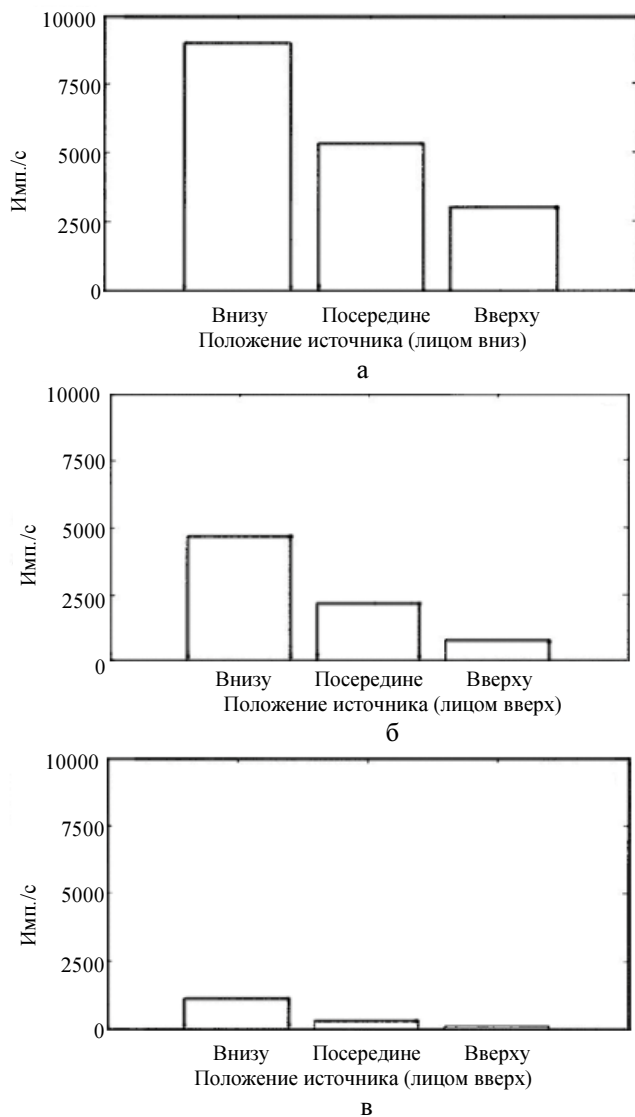 10000
7500
5000
2500
0
Имп./с
Внизу Посередине Вверху
Положение источника (лицом вниз)
а
10000
7500
5000
2500
0
Имп./с
Внизу Посередине Вверху
Положение источника (лицом вверх)
б
10000
7500
5000
2500
0
Имп./с
Внизу Посередине Вверху
Положение источника (лицом вверх)
в